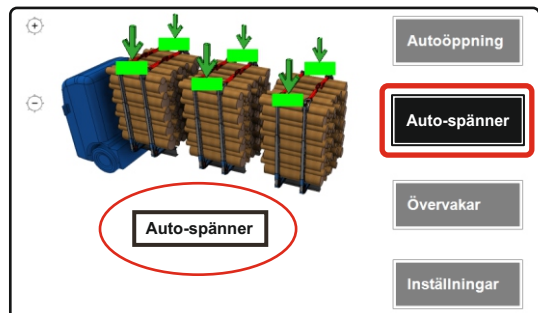 Autoöppning
Auto-spänner
Auto-spänner
Övervakar
Inställningar